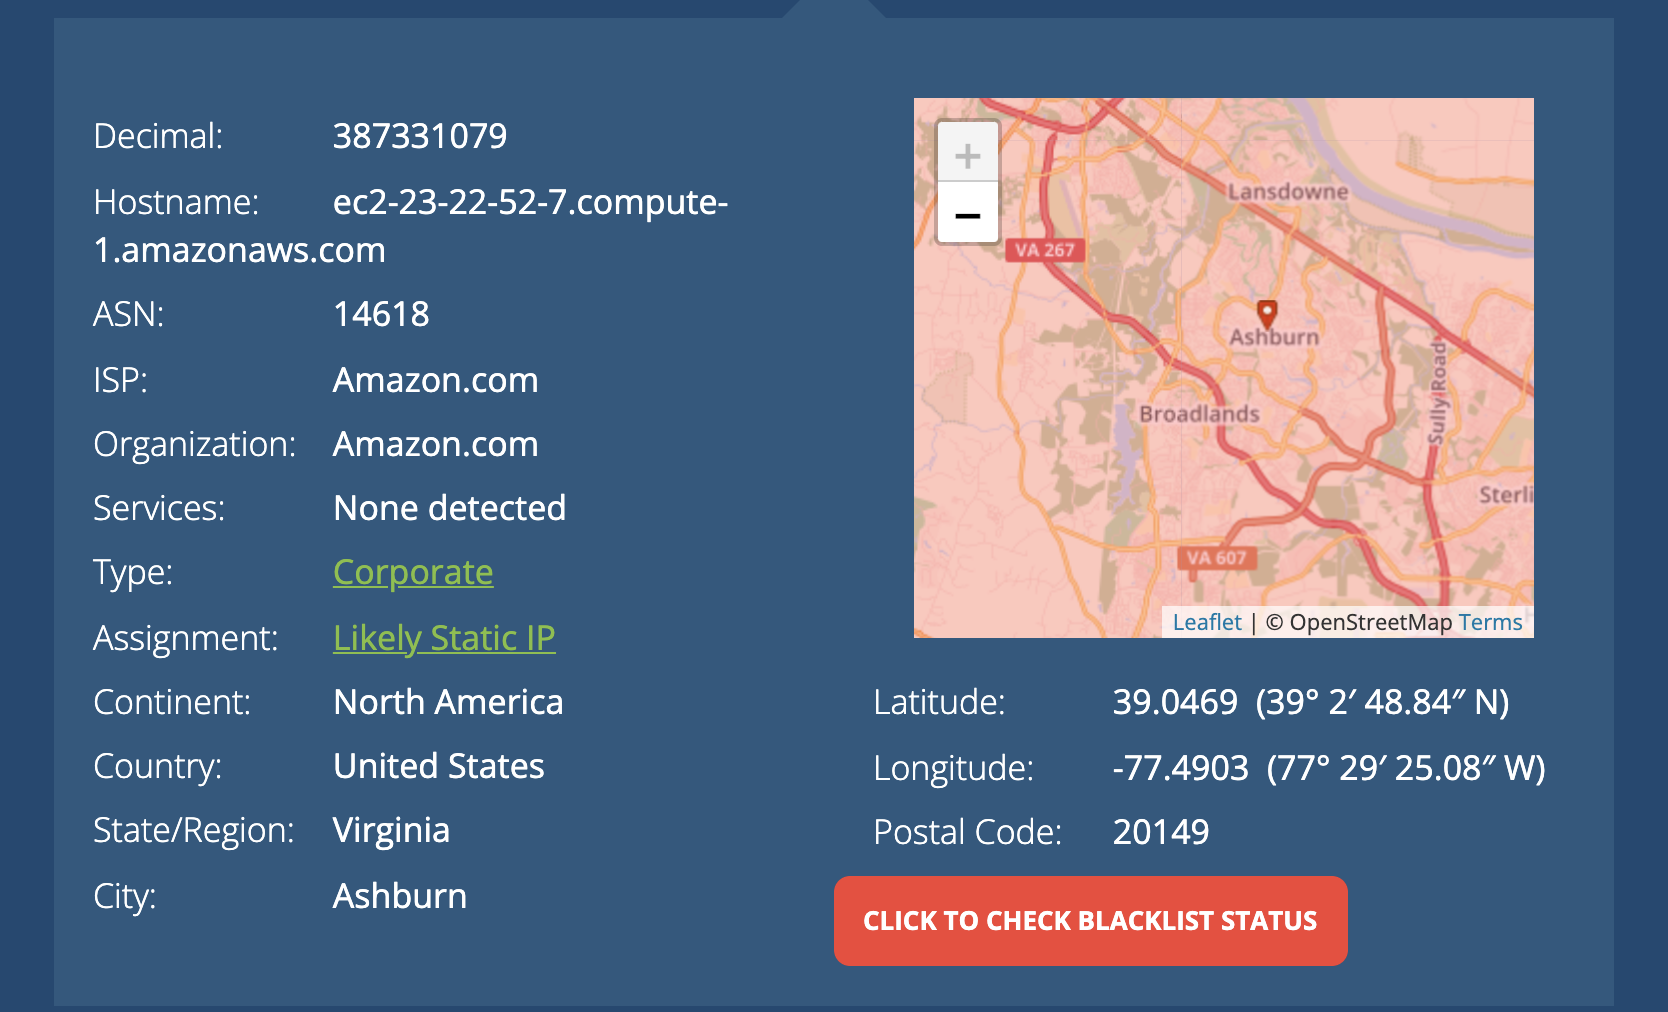 Decimal: 387331079
Hostname: ec2-23-22-52-7.compute-
1.amazonaws.com
ASN: 14618
ISP: Amazon.com
Organization: Amazon.com
Services: None detected
Type: Corporate
Assignment: Likely Static IP
Continent: North America
Country: United States
State/Region: Virginia
City: Ashburn
+
−
Lansdowne
VA 267
Ashburn
Sully Road
Broadlands
Sterli
VA 607
Leaflet | © OpenStreetMap Terms
Latitude: 39.0469 (39° 2′ 48.84″ N)
Longitude: -77.4903 (77° 29′ 25.08″ W)
Postal Code: 20149
CLICK TO CHECK BLACKLIST STATUS